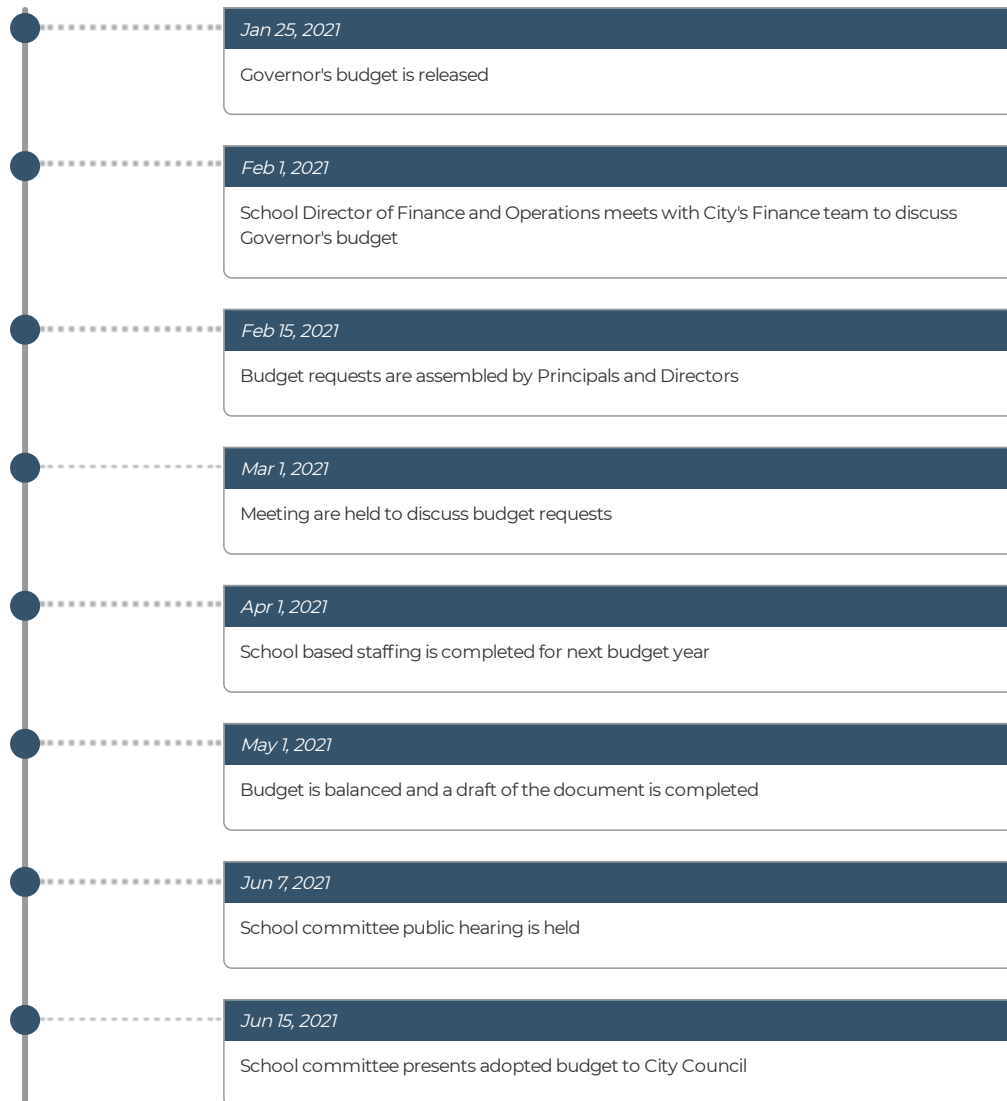 Jan 25, 2021
Governor's budget is released
Feb 1, 2021
School Director of Finance and Operations meets with City's Finance team to discuss
Governor's budget
Feb 15, 2021
Budget requests are assembled by Principals and Directors
Mar 1, 2021
Meeting are held to discuss budget requests
Apr 1, 2021
School based staffing is completed for next budget year
May 1, 2021
Budget is balanced and a draft of the document is completed
Jun 7, 2021
School committee public hearing is held
Jun 15, 2021
School committee presents adopted budget to City Council